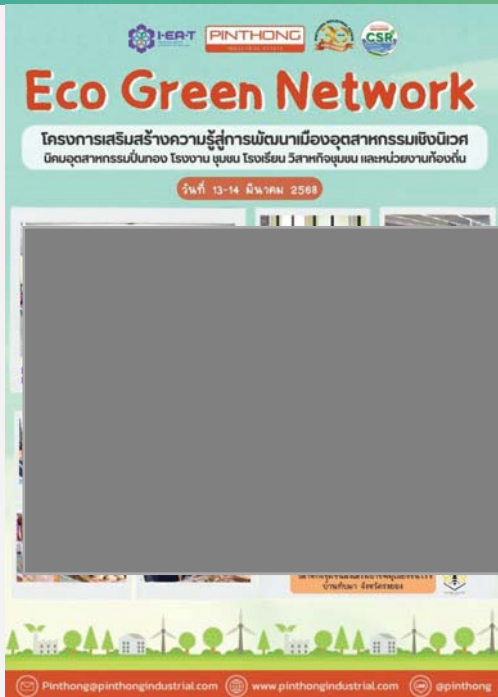 I-EA-T
PINTHONG
INDUSTRIAL ESTATE
CSR
Eco Green Network
โครงการเสริมสร้างความรู้สู่การพัฒนาเมืองอุตสาหกรรมเชิงนิเวศ
นิคมอุตสาหกรรมปิ่นทอง โรงงาน ชุมชน โรงเรียน วิสาหกิจชุมชน และหน่วยงานท้องถิ่น
วันที่ 13-14 มีนาคม 2568
บ้านทับมา จังหวัดระยอง
Pinthong@pinthongindustrial.com
www.pinthongindustrial.com
@pinthong